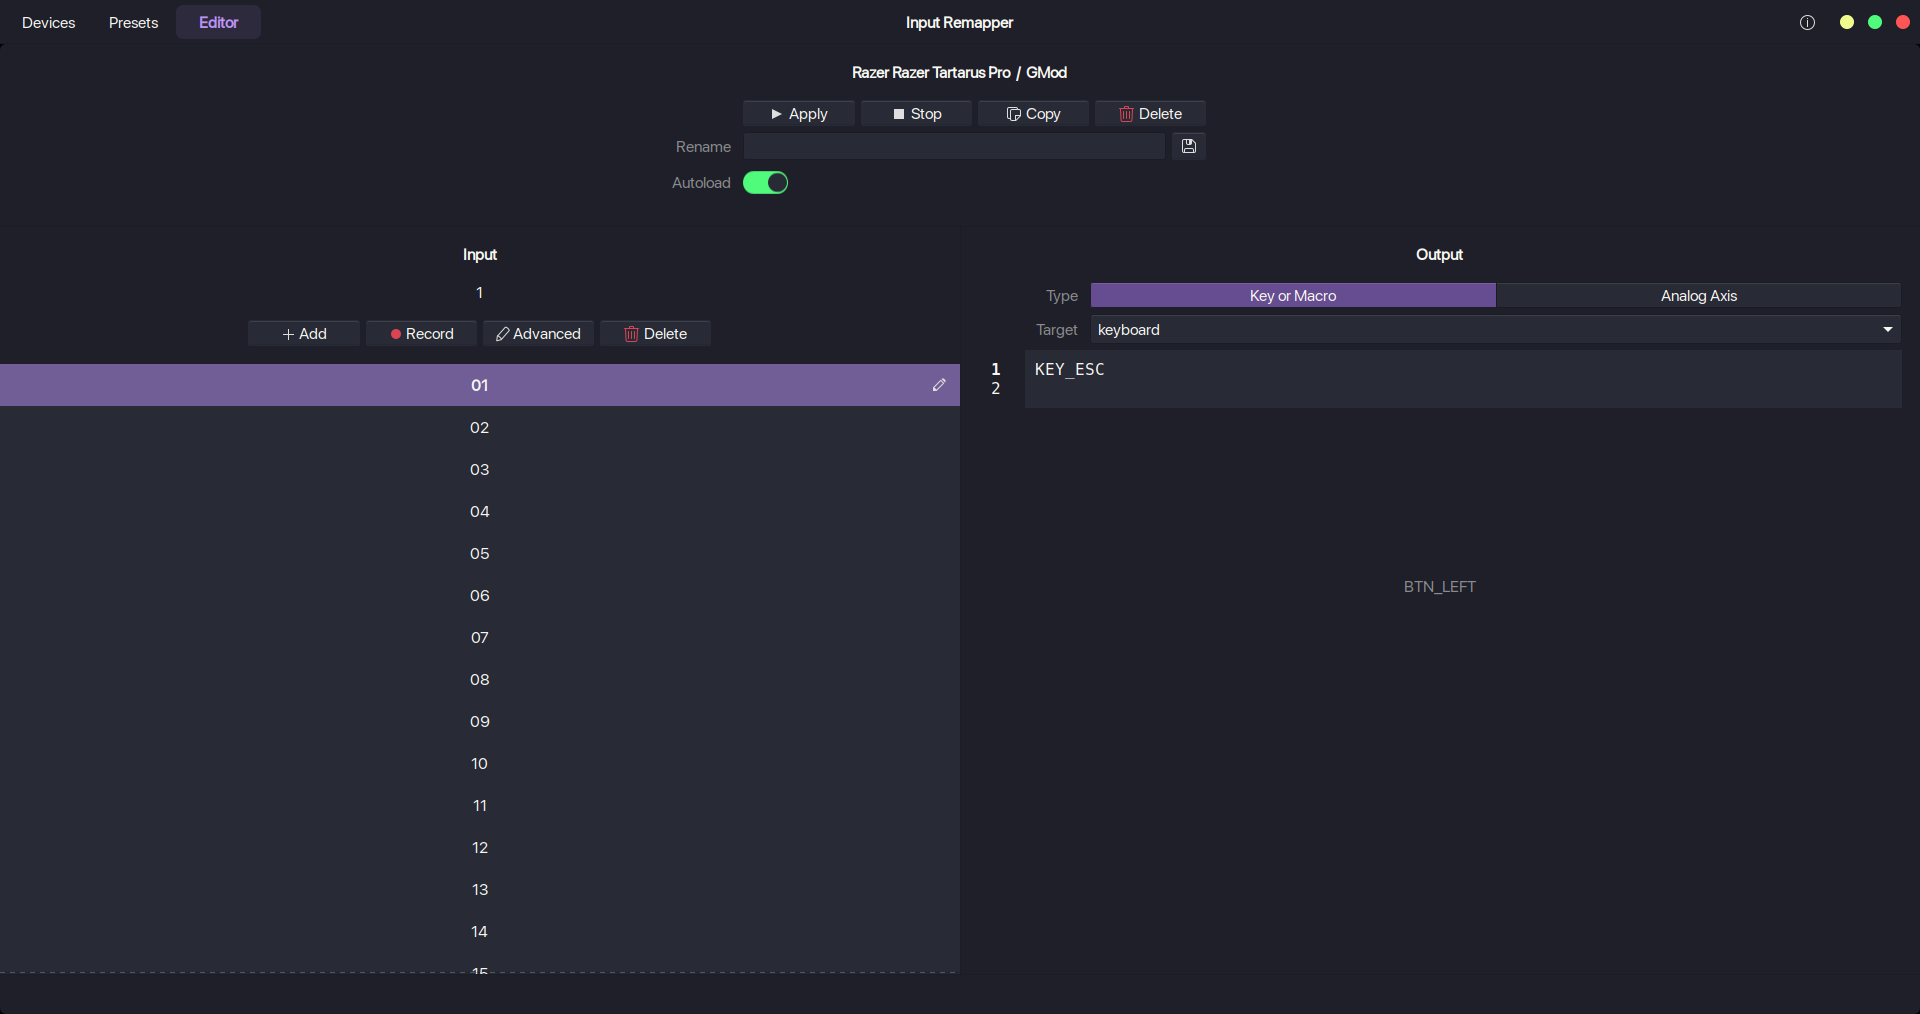 Devices Presets Editor Input Remapper
Razer Razer Tartarus Pro / GMod
Apply Stop Copy Delete
Rename
Autoload
Input
1
Add Record Advanced Delete
01
02
03
04
05
06
07
08
09
10
11
12
13
14
15
Output
Type Key or Macro Analog Axis
Target keyboard
1 KEY_ESC
2
BTN_LEFT